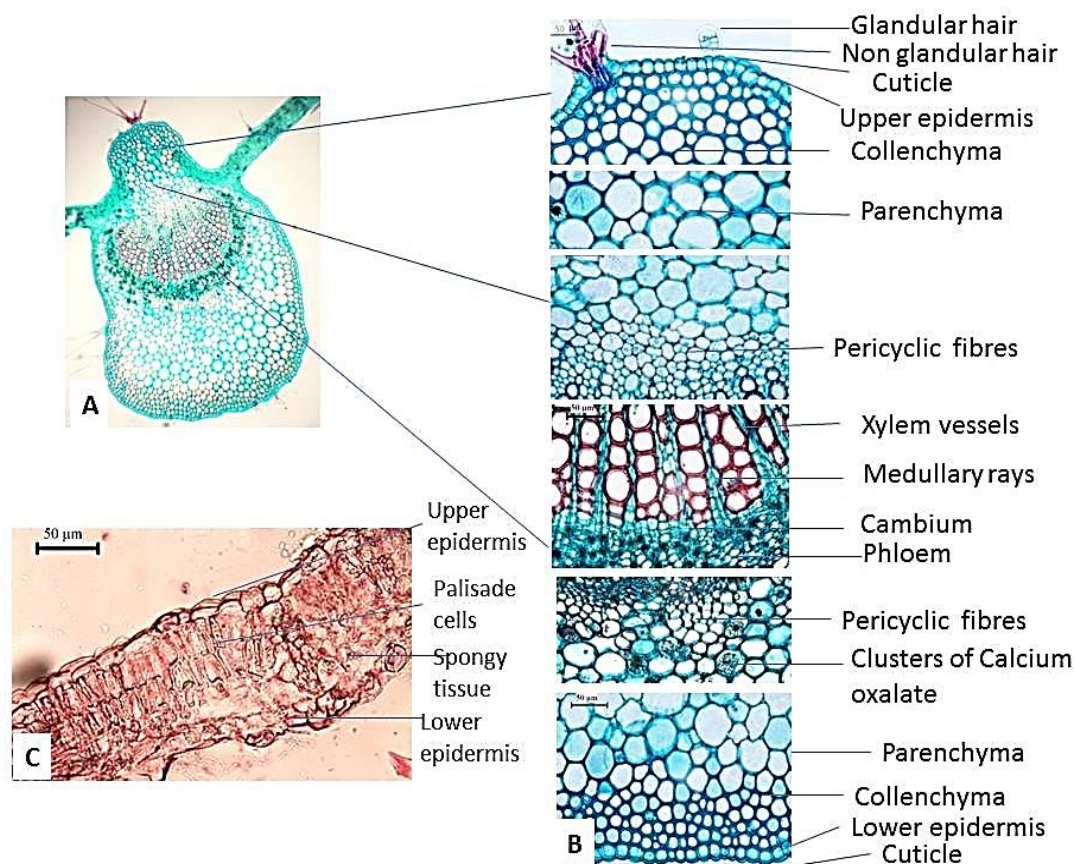 Glandular hair
Non glandular hair
Cuticle
Upper epidermis
Collenchyma
Parenchyma
Pericyclic fibres
50 μm
Xylem vessels
Medullary rays
Cambium
Phloem
Pericyclic fibres
Clusters of Calcium
oxalate
50 μm
Parenchyma
Collenchyma
Lower epidermis
Cuticle
B
A
50 μm
Upper
epidermis
Palisade
cells
Spongy
tissue
Lower
epidermis
C